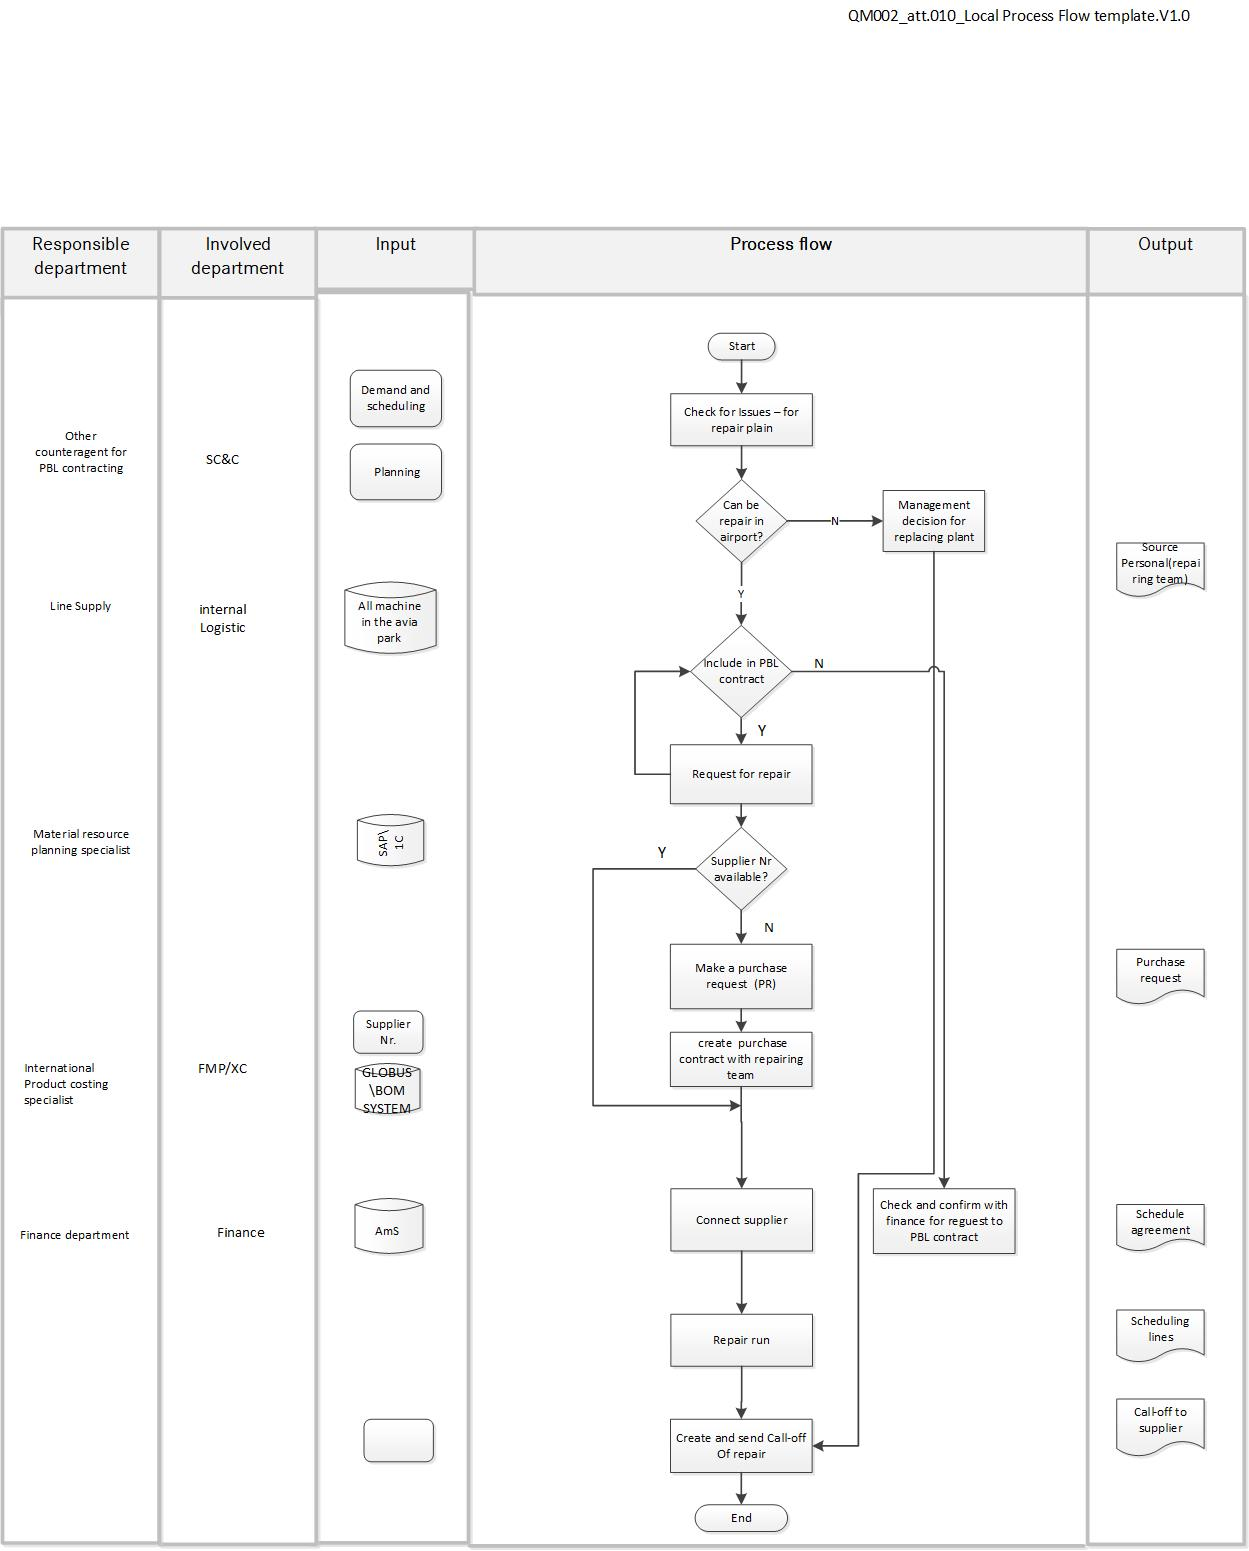 QM002_att.010_Local Process Flow template.V1.0
Responsible
department
Involved
department
Input
Process flow
Output
Other
counteragent for
PBL contracting
Line Supply
Material resource
planning specialist
International
Product costing
specialist
Finance department
SC&C
internal
Logistic
FMP/XC
Finance
Demand and
scheduling
Planning
All machine
in the avia
park
SAP\
1C
Supplier
Nr.
GLOBUS
\BOM
SYSTEM
AmS
Start
Check for Issues – for
repair plain
Can be
repair in
airport?
N
Management
decision for
replacing plant
Y
Include in PBL
contract
N
Y
Request for repair
Supplier Nr
available?
Y
N
Make a purchase
request (PR)
create purchase
contract with repairing
team
Connect supplier
Check and confirm with
finance for reguest to
PBL contract
Repair run
Create and send Call-off
Of repair
End
Source
Personal(repai
ring team)
Purchase
request
Schedule
agreement
Scheduling
lines
Call-off to
supplier